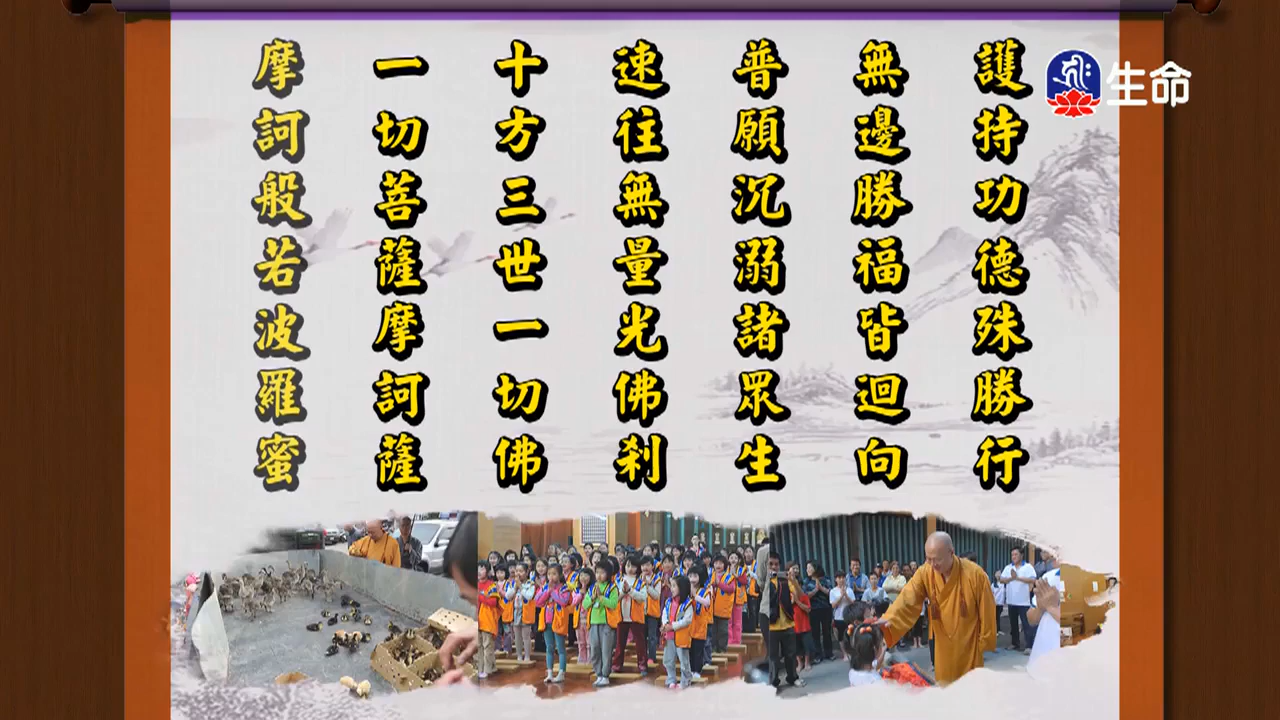 護持功德殊勝行
無邊勝福皆迴向
普願沉溺諸眾生
速往無量光佛剎
十方三世一切佛
一切菩薩摩訶薩
摩訶般若波羅蜜
生命